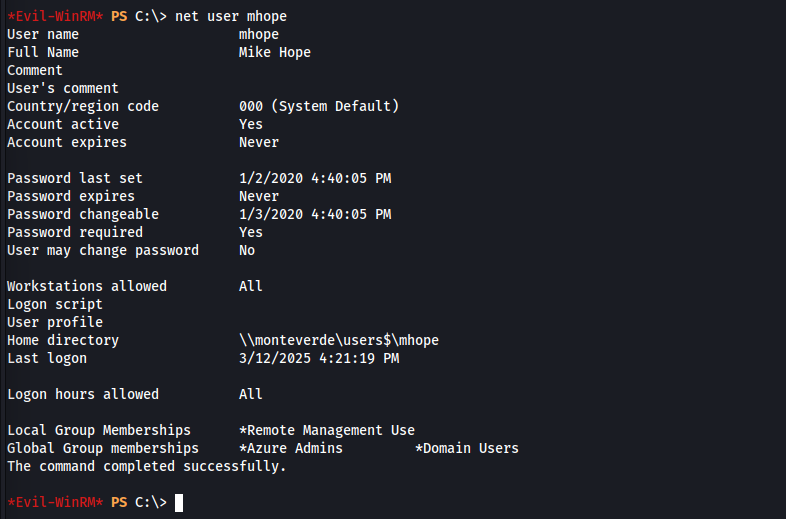 *Evil-WinRM* PS C:\> net user mhope
User name                    mhope
Full Name                    Mike Hope
Comment
User's comment
Country/region code          000 (System Default)
Account active               Yes
Account expires              Never
Password last set            1/2/2020 4:40:05 PM
Password expires             Never
Password changeable          1/3/2020 4:40:05 PM
Password required            Yes
User may change password     No
Workstations allowed         All
Logon script
User profile
Home directory               \\monteverde\users$\mhope
Last logon                   3/12/2025 4:21:19 PM
Logon hours allowed          All
Local Group Memberships      *Remote Management Use
Global Group memberships     *Azure Admins         *Domain Users
The command completed successfully.
*Evil-WinRM* PS C:\>